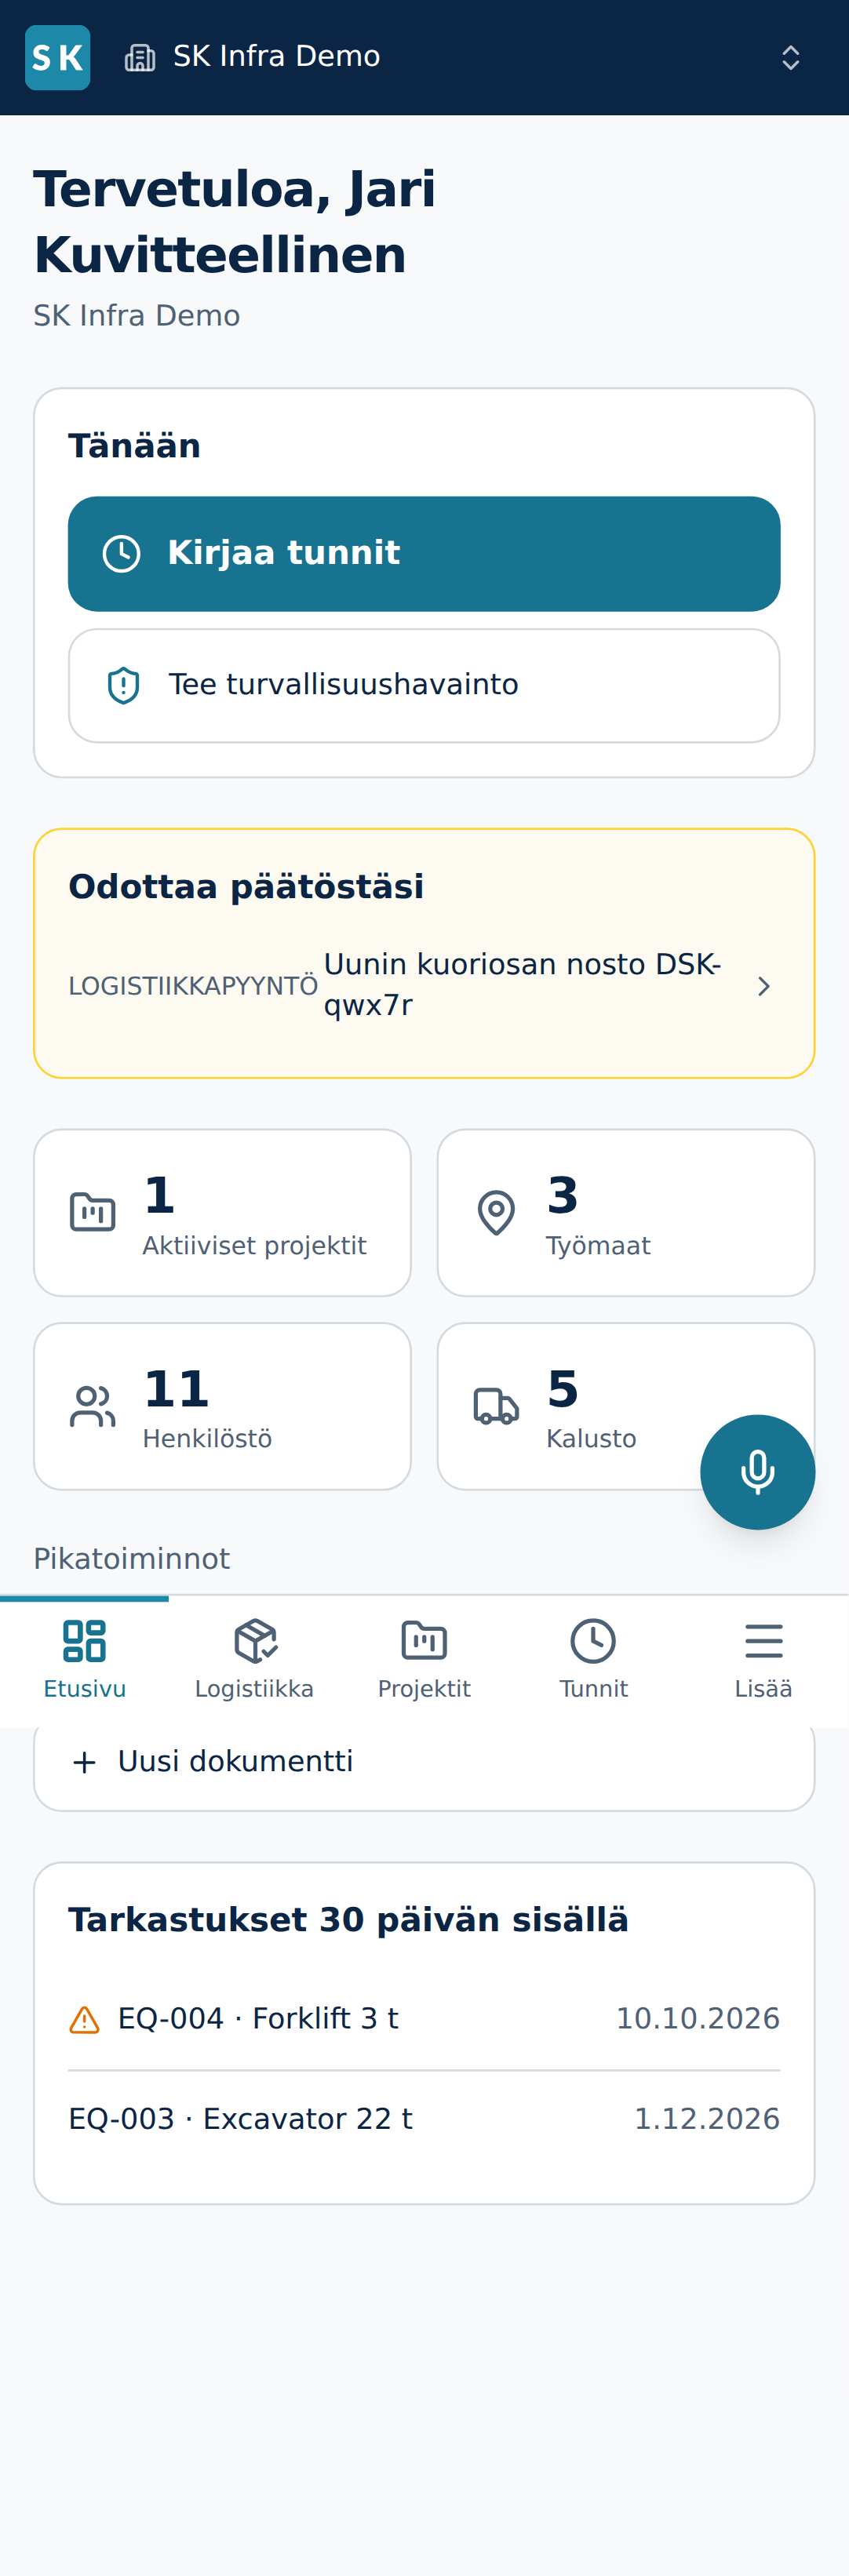 SK SK Infra Demo
Tervetuloa, Jari
Kuvitteellinen
SK Infra Demo
Tänään
Kirjaa tunnit
Tee turvallisuushavainto
Odottaa päätöstäsi
LOGISTIIKKAPYYNTÖ Uunin kuoriosan nosto DSK-
qwx7r
1
Aktiiviset projektit
3
Työmaat
11
Henkilöstö
5
Kalusto
Pikatoiminnot
Etusivu Logistiikka Projektit Tunnit Lisää
+ Uusi dokumentti
Tarkastukset 30 päivän sisällä
EQ-004 · Forklift 3 t 10.10.2026
EQ-003 · Excavator 22 t 1.12.2026